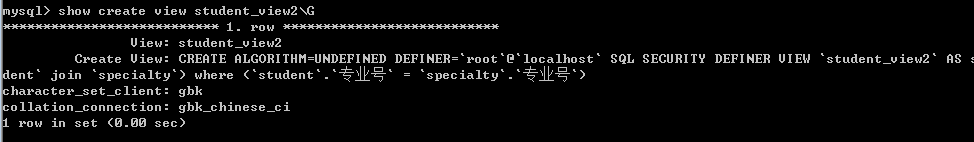 mysql> show create view student_view2\G
*************************** 1. row ***************************
View: student_view2
Create View: CREATE ALGORITHM=UNDEFINED DEFINER=`root`@`localhost` SQL SECURITY DEFINER VIEW `student_view2` AS s
dent` join `specialty`) where (`student`.`专业号` = `specialty`.`专业号`)
character_set_client: gbk
collation_connection: gbk_chinese_ci
1 row in set (0.00 sec)